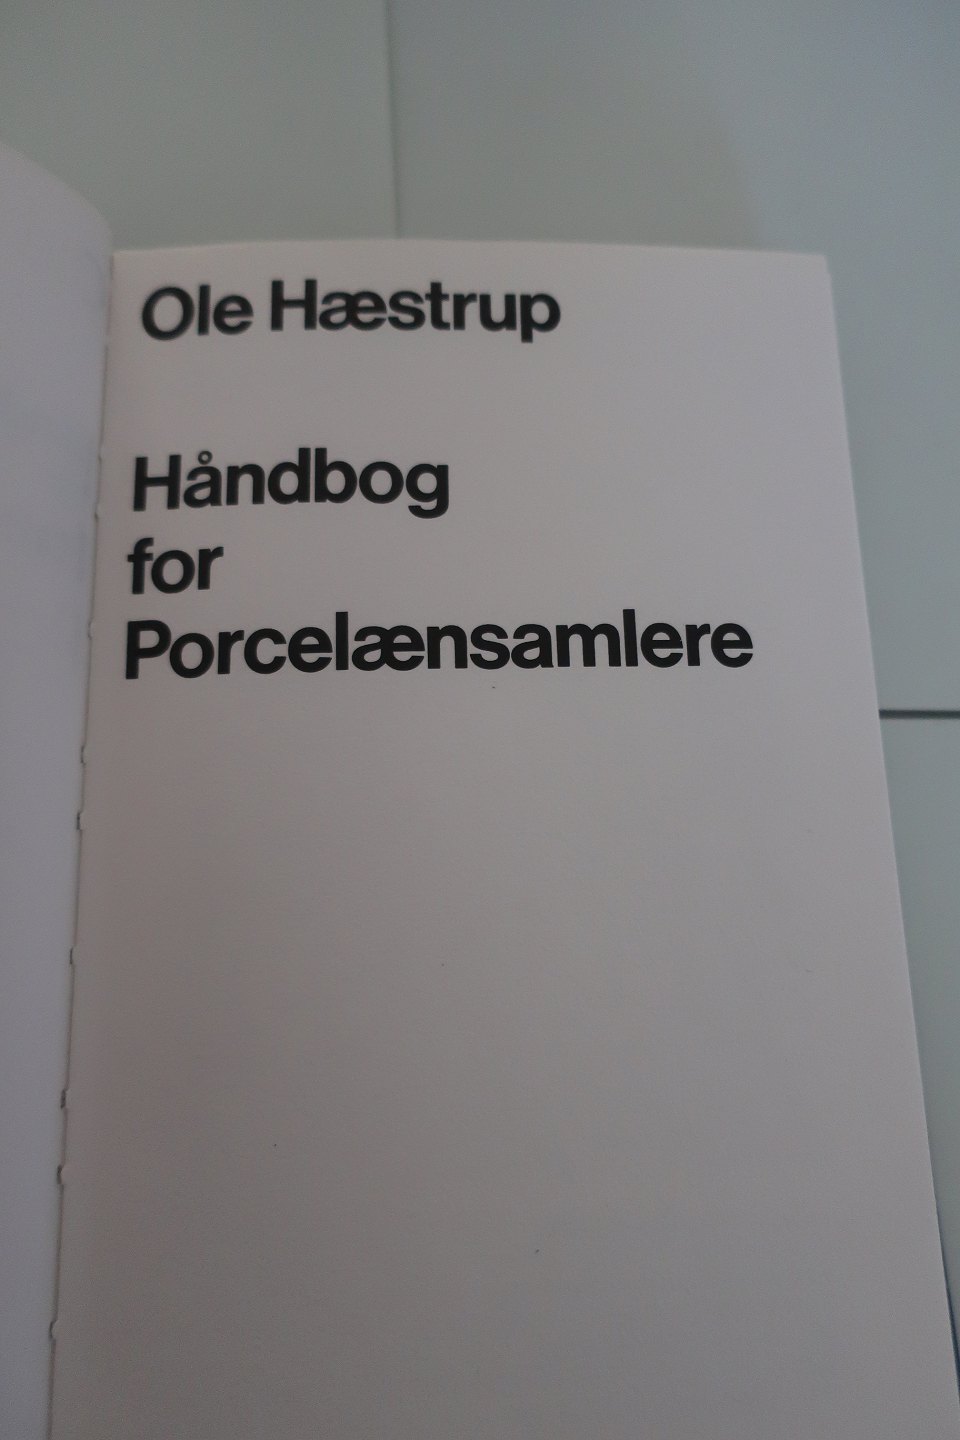 Ole Hæstrup
Håndbog
for
Porcelænsamlere